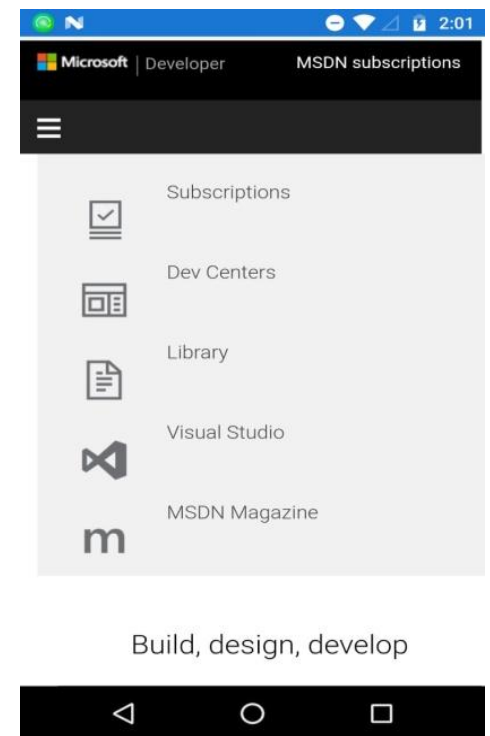 2:01
Microsoft | Developer MSDN subscriptions
Subscriptions
Dev Centers
Library
Visual Studio
m MSDN Magazine
Build, design, develop